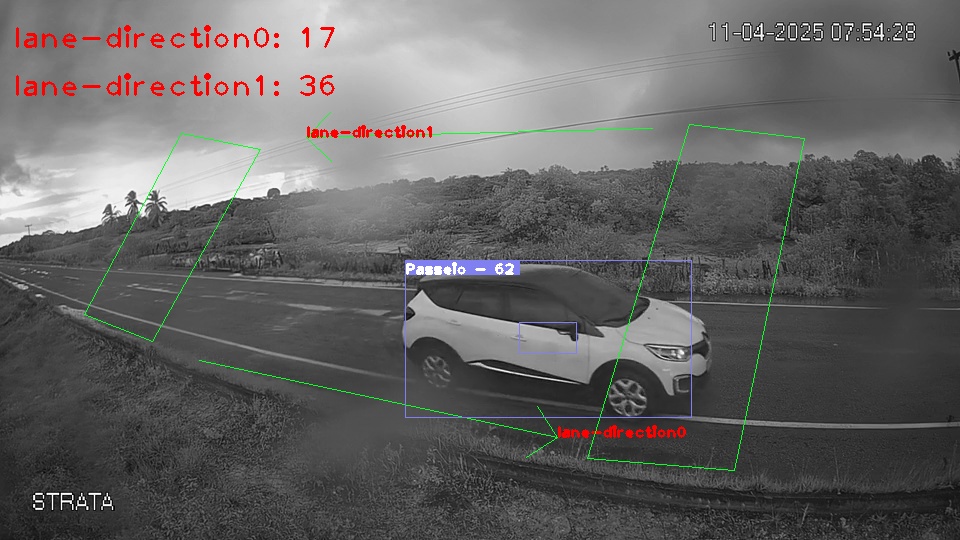 lane-direction0: 17
11-04-2025 07:54:28
lane-direction1: 36
lane-direction1
Passeio - 62
lane-direction0
STRATA